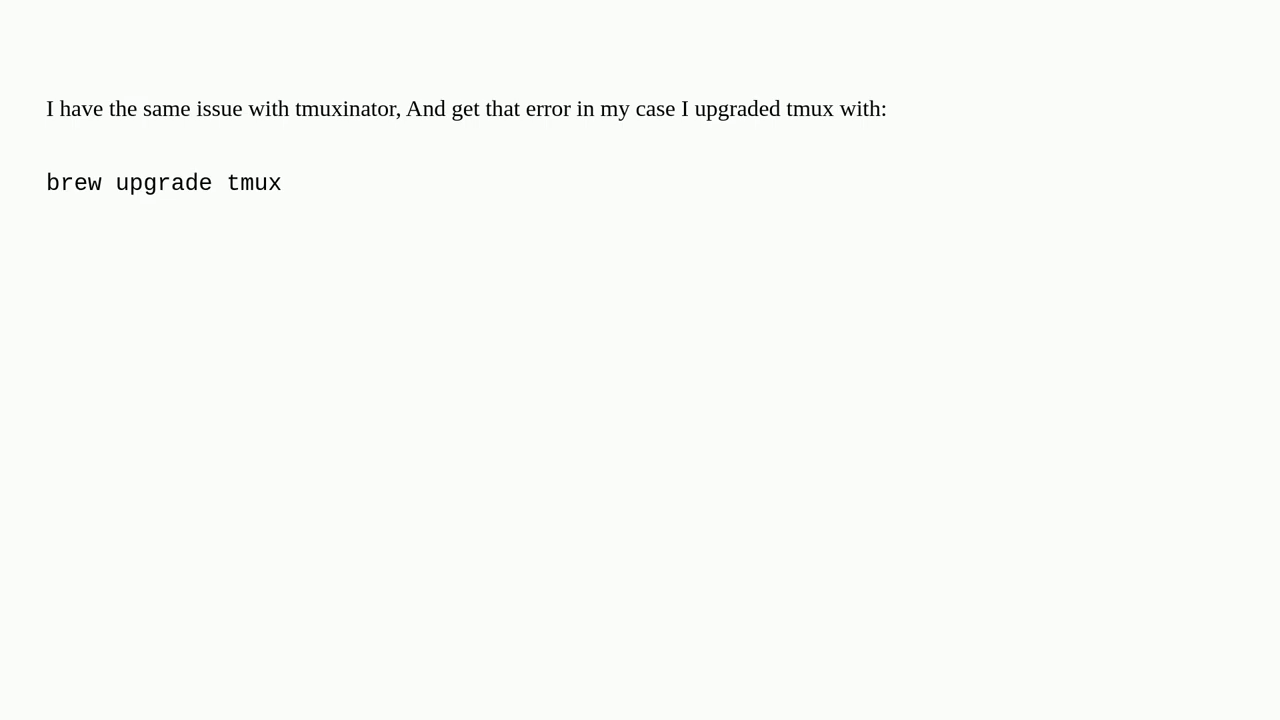 I have the same issue with tmuxinator, And get that error in my case I upgraded tmux with:
brew upgrade tmux